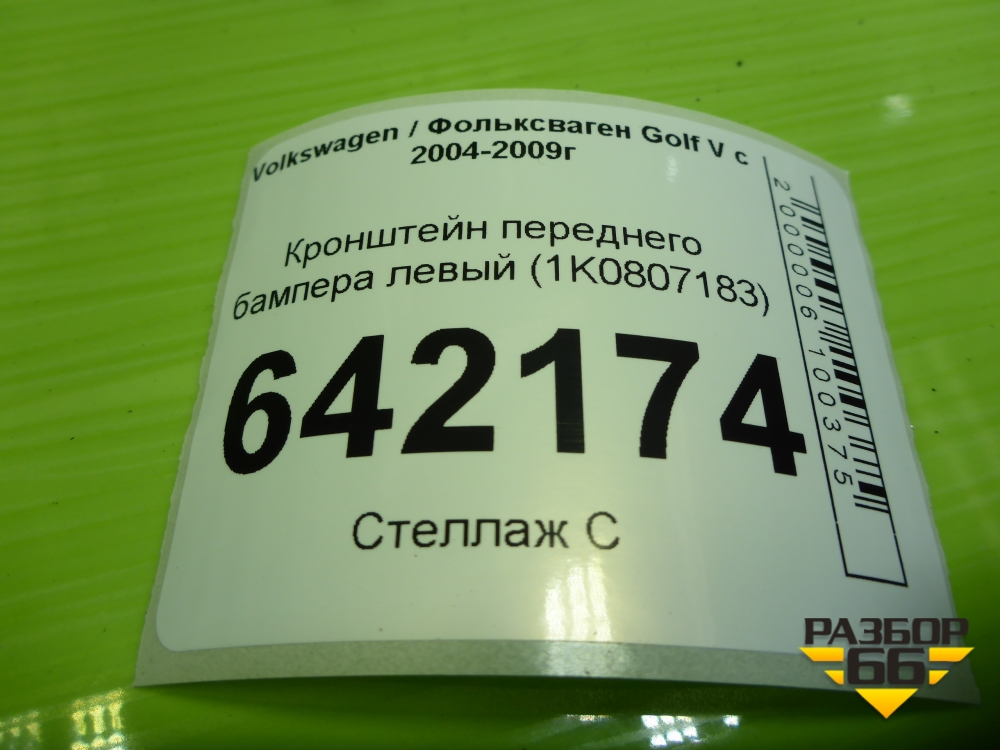 Volkswagen / Фольксваген Golf V с
2004-2009г
Кронштейн переднего
бампера левый (1K0807183)
642174
Стеллаж С
2000006100375
РАЗБОР
66